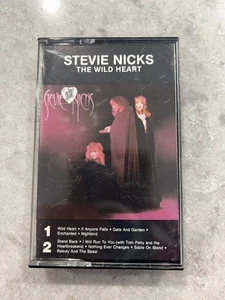 STEVIE NICKS
THE WILD HEART
STEVIE NICKS
1
Wild Heart • If Anyone Falls • Gate And Garden •
Enchanted • Nightbird
2
Stand Back • I Will Run To You (with Tom Petty and the
Heartbreakers) • Nothing Ever Changes • Sable On Blond •
Beauty And The Beast